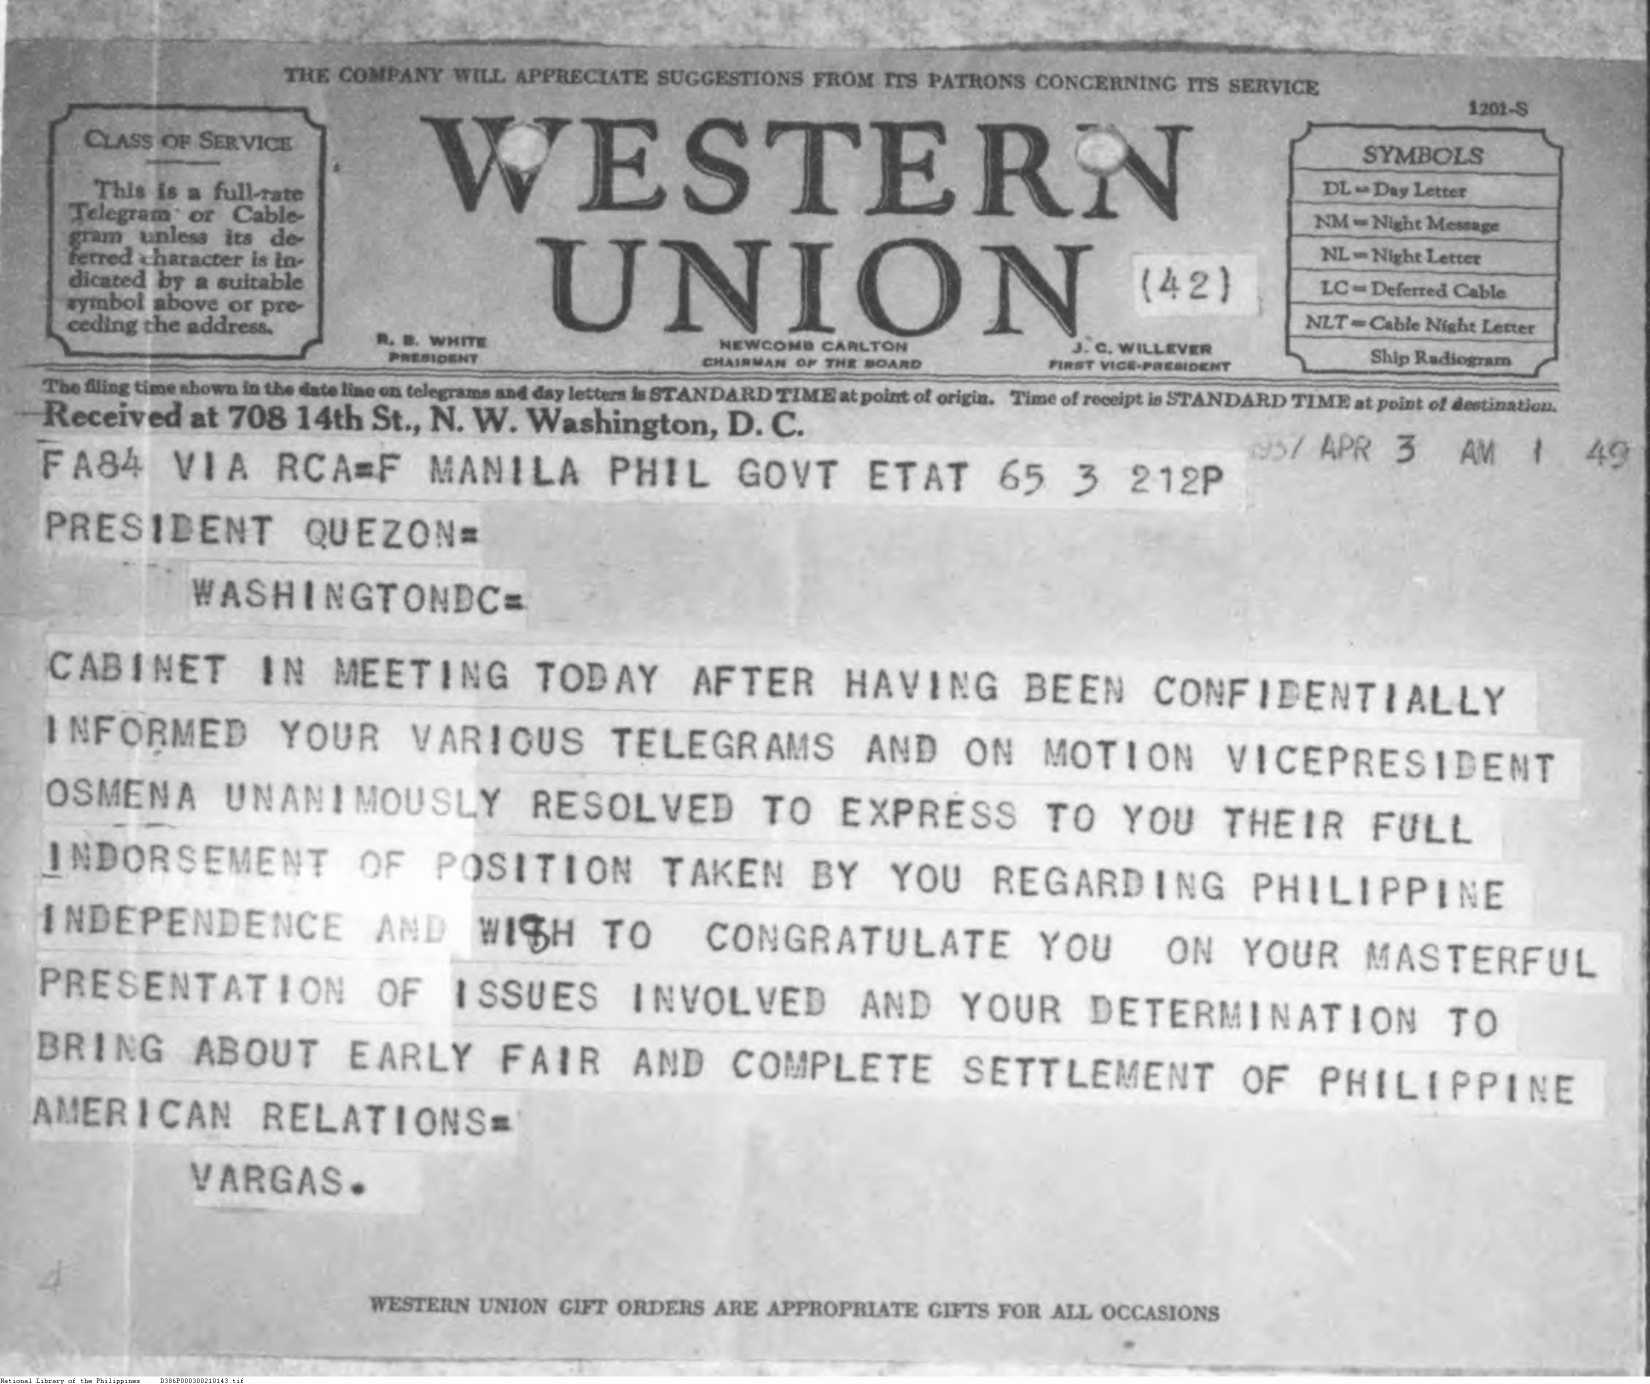 THE COMPANY WILL APPRECIATE SUGGESTIONS FROM ITS PATRONS CONCERNING ITS SERVICE
1201-S
CLASS OF SERVICE
This is a full-rate
Telegram or Cable-
gram unless its de-
ferred character is in-
dicated by a suitable
symbol above or pre-
ceding the address.
WESTERN
UNION
(42)
R. B. WHITE
PRESIDENT
NEWCOMB CARLTON
CHAIRMAN OF THE BOARD
J. C. WILLEVER
FIRST VICE-PRESIDENT
SYMBOLS
DL = Day Letter
NM = Night Message
NL = Night Letter
LC = Deferred Cable
NLT = Cable Night Letter
Ship Radiogram
The filing time shown in the date line on telegrams and day letters is STANDARD TIME at point of origin. Time of receipt is STANDARD TIME at point of destination.
Received at 708 14th St., N. W. Washington, D. C.
APR 3 AM 1 49
FA84 VIA RCA=F MANILA PHIL GOVT ETAT 65 3 212P
PRESIDENT QUEZON=
WASHINGTONDC=
CABINET IN MEETING TODAY AFTER HAVING BEEN CONFIDENTIALLY
INFORMED YOUR VARIOUS TELEGRAMS AND ON MOTION VICEPRESIDENT
OSMENA UNANIMOUSLY RESOLVED TO EXPRESS TO YOU THEIR FULL
INDORSEMENT OF POSITION TAKEN BY YOU REGARDING PHILIPPINE
INDEPENDENCE AND WISH TO CONGRATULATE YOU ON YOUR MASTERFUL
PRESENTATION OF ISSUES INVOLVED AND YOUR DETERMINATION TO
BRING ABOUT EARLY FAIR AND COMPLETE SETTLEMENT OF PHILIPPINE
AMERICAN RELATIONS=
VARGAS.
WESTERN UNION GIFT ORDERS ARE APPROPRIATE GIFTS FOR ALL OCCASIONS
National Library of the Philippines D386P000300210143.tif